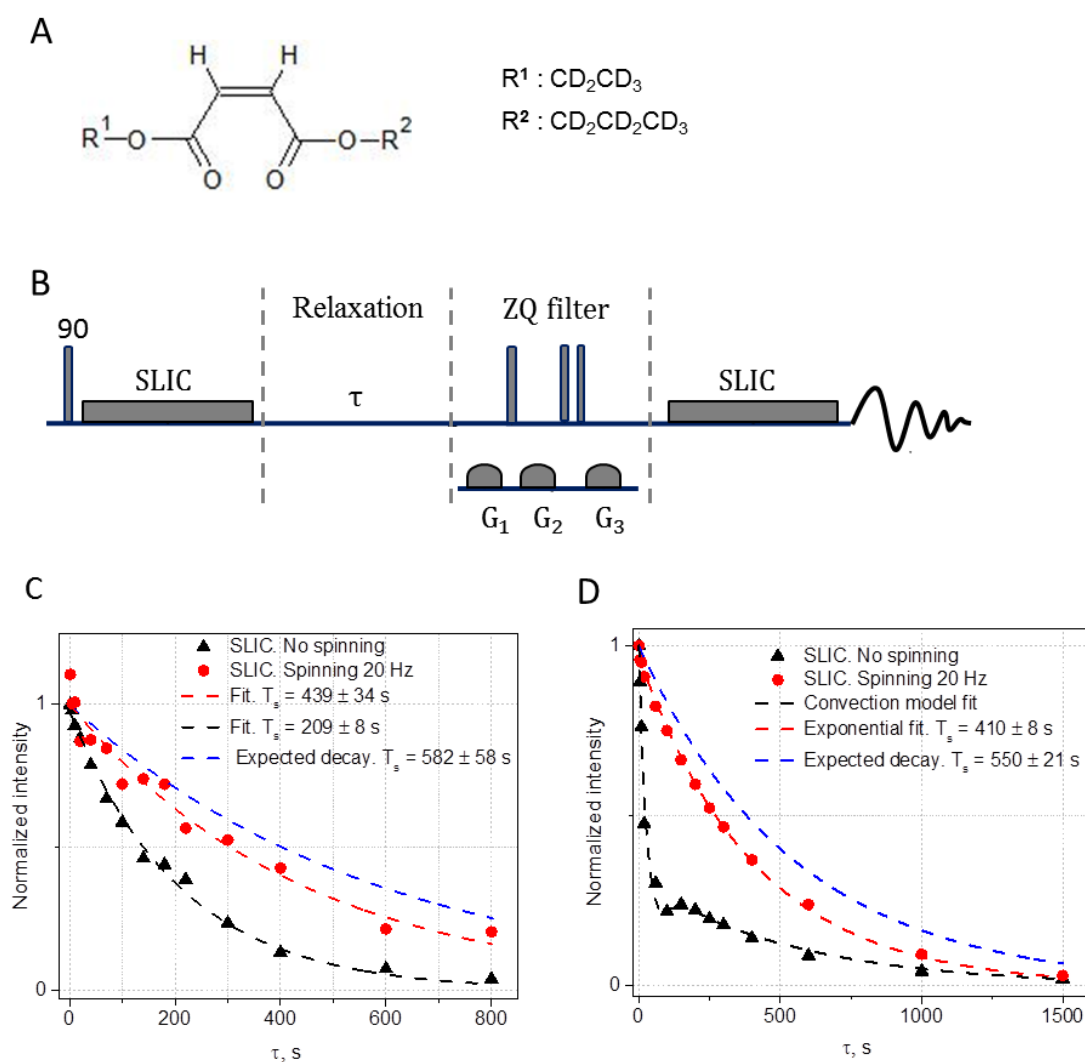 A
H H
R¹ O O R²
O O
R¹ : CD₂CD₃
R² : CD₂CD₂CD₃
B
90
SLIC
Relaxation
τ
ZQ filter
SLIC
G₁ G₂ G₃
C
Normalized intensity
1
0
SLIC. No spinning
SLIC. Spinning 20 Hz
Fit. Tₛ = 439 ± 34 s
Fit. Tₛ = 209 ± 8 s
Expected decay. Tₛ = 582 ± 58 s
0 200 400 600 800
τ, s
D
Normalized intensity
1
0
SLIC. No spinning
SLIC. Spinning 20 Hz
Convection model fit
Exponential fit. Tₛ = 410 ± 8 s
Expected decay. Tₛ = 550 ± 21 s
0 500 1000 1500
τ, s